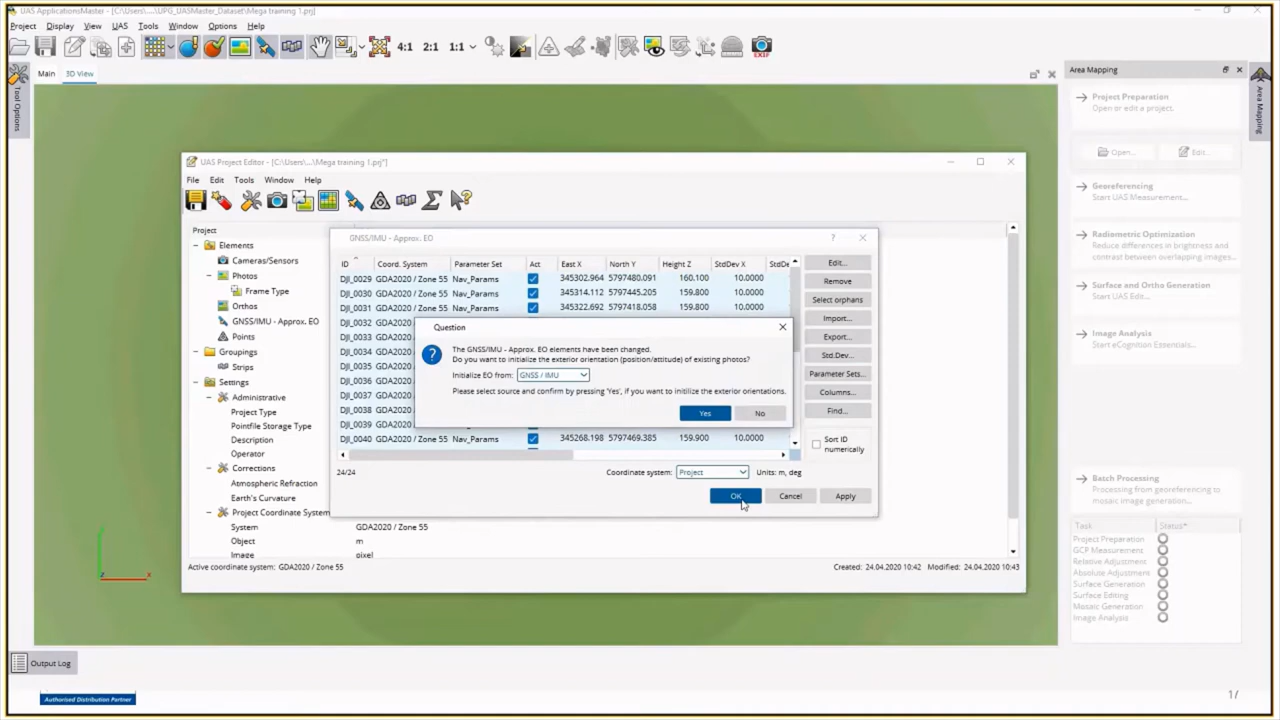 UAS ApplicationsMaster - [C:\Users\....\UPG_UASMaster_Dataset\Mega training 1.prj]
Project Display View UAS Tools Window Options Help
4:1 2:1 1:1 EXIF
Main 3D View
Tool Options
Area Mapping
Area Mapping
Project Preparation
Open or edit a project.
Open... Edit...
Georeferencing
Start UAS Measurement...
Radiometric Optimization
Reduce differences in brightness and
contrast between overlapping images...
Surface and Ortho Generation
Start UAS Edit...
Image Analysis
Start eCognition Essentials...
Batch Processing
Processing from georeferencing to
mosaic image generation...
Task Status*
Project Preparation
GCP Measurement
Relative Adjustment
Absolute Adjustment
Surface Generation
Surface Editing
Mosaic Generation
Image Analysis
UAS Project Editor - [C:\Users\...\Mega training 1.prj*]
File Edit Tools Window Help
Project
Elements
Cameras/Sensors
Photos
Frame Type
Orthos
GNSS/IMU - Approx. EO
Points
Groupings
Strips
Settings
Administrative
Project Type
Pointfile Storage Type
Description
Operator
Corrections
Atmospheric Refraction
Earth's Curvature
Project Coordinate System
System GDA2020 / Zone 55
Object m
Image pixel
Active coordinate system: GDA2020 / Zone 55 Created: 24.04.2020 10:42 Modified: 24.04.2020 10:43
GNSS/IMU - Approx. EO
ID Coord. System Parameter Set Act East X North Y Height Z StdDev X StdDe
DJI_0029 GDA2020 / Zone 55 Nav_Params 345302.964 5797480.091 160.100 10.0000
DJI_0030 GDA2020 / Zone 55 Nav_Params 345314.112 5797445.205 159.800 10.0000
DJI_0031 GDA2020 / Zone 55 Nav_Params 345322.692 5797418.058 159.800 10.0000
DJI_0032 GDA2020
DJI_0033 GDA2020
DJI_0034 GDA2020
DJI_0035 GDA2020
DJI_0036 GDA2020
DJI_0037 GDA2020
DJI_0038 GDA2020
DJI_0039 GDA2020
DJI_0040 GDA2020 / Zone 55 Nav_Params 345268.198 5797469.385 159.900 10.0000
24/24 Coordinate system: Project Units: m, deg
OK Cancel Apply
Edit...
Remove
Select orphans
Import...
Export...
Std.Dev...
Parameter Sets...
Columns...
Find...
Sort ID
numerically
Question
The GNSS/IMU - Approx. EO elements have been changed.
Do you want to initialize the exterior orientation (position/attitude) of existing photos?
Initialize EO from: GNSS / IMU
Please select source and confirm by pressing 'Yes', if you want to initilize the exterior orientations.
Yes No
z x
Output Log
Authorised Distribution Partner